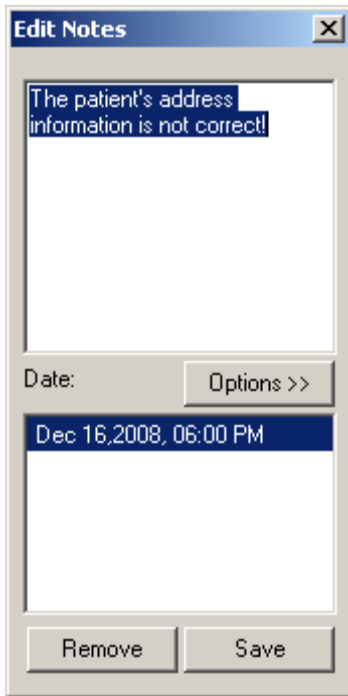 Edit Notes
The patient's address
information is not correct!
Date:
Options >>
Dec 16,2008, 06:00 PM
Remove
Save